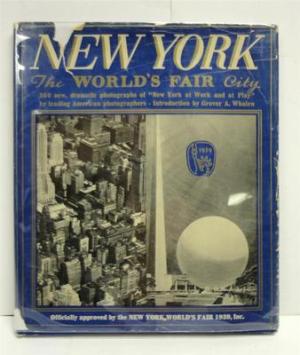 NEW YORK
The WORLD'S FAIR City
360 new, dramatic photographs of "New York at Work and at Play"
by leading American photographers - Introduction by Grover A. Whalen
1939
Officially approved by the NEW YORK WORLD'S FAIR 1939, Inc.